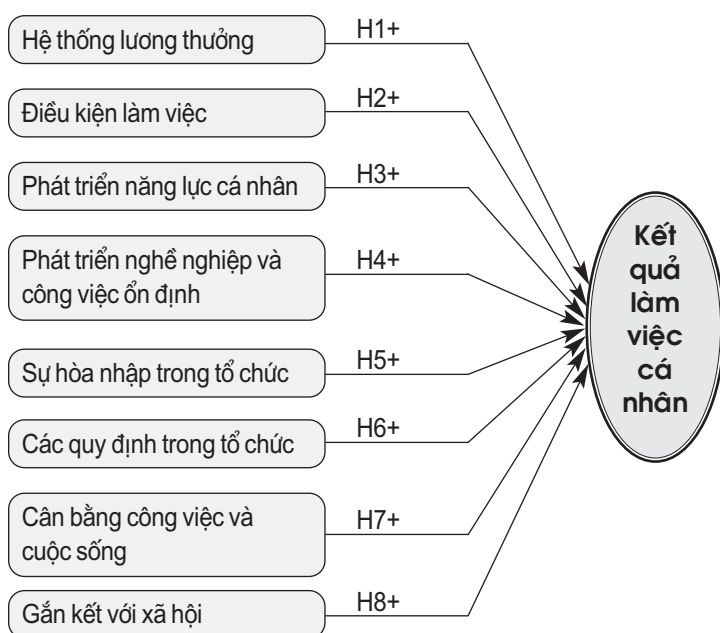 Hệ thống lương thưởng
H1+
Điều kiện làm việc
H2+
Phát triển năng lực cá nhân
H3+
Phát triển nghề nghiệp và
công việc ổn định
H4+
Sự hòa nhập trong tổ chức
H5+
Các quy định trong tổ chức
H6+
Cân bằng công việc và
cuộc sống
H7+
Gắn kết với xã hội
H8+
Kết
quả
làm
việc
cá
nhân